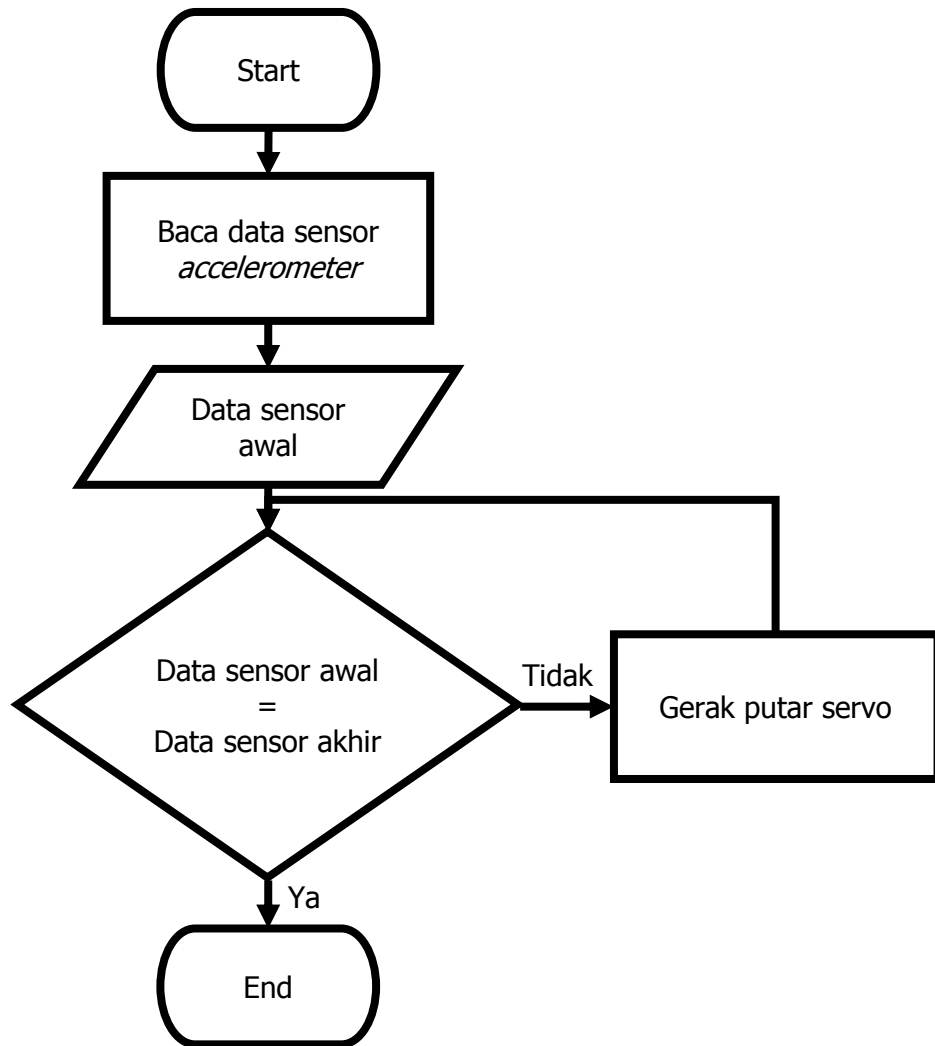 Start
Baca data sensor
accelerometer
Data sensor
awal
Data sensor awal
=
Data sensor akhir
Tidak
Gerak putar servo
Ya
End